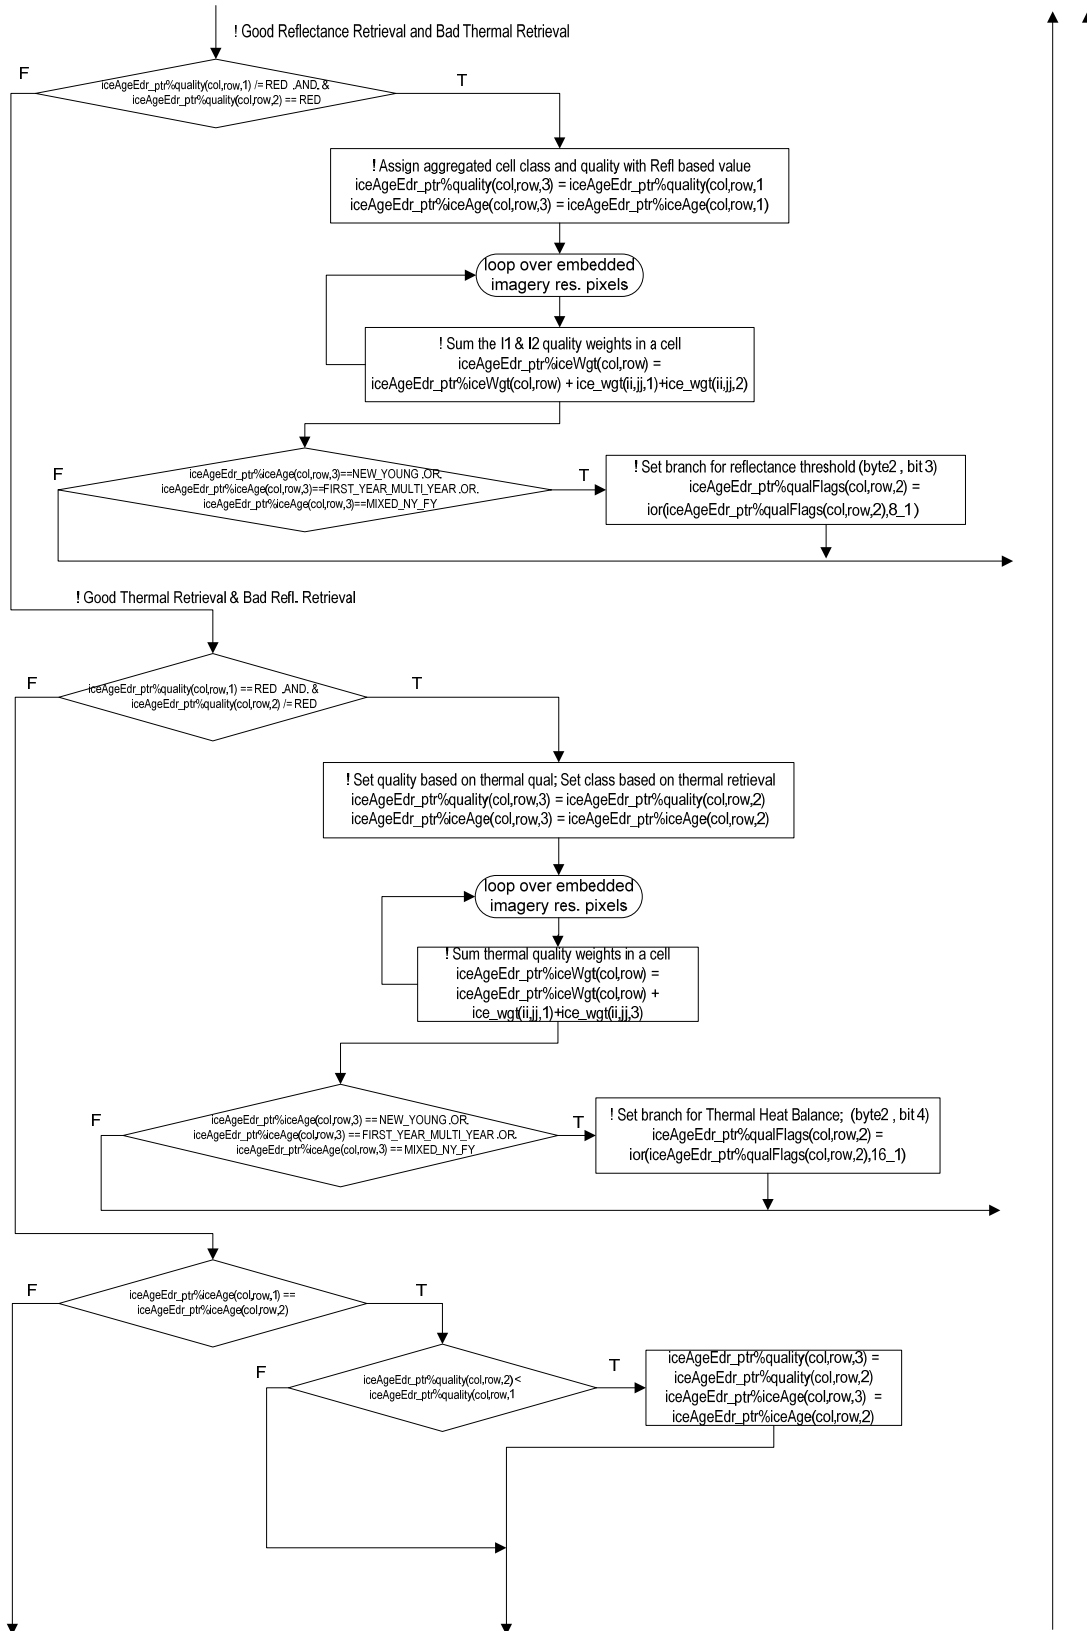 ! Good Reflectance Retrieval and Bad Thermal Retrieval
F
iceAgeEdr_ptr%quality(col,row,1) /= RED .AND. &
iceAgeEdr_ptr%quality(col,row,2) == RED
T
! Assign aggregated cell class and quality with Refl based value
iceAgeEdr_ptr%quality(col,row,3) = iceAgeEdr_ptr%quality(col,row,1
iceAgeEdr_ptr%iceAge(col,row,3) = iceAgeEdr_ptr%iceAge(col,row,1)
loop over embedded
imagery res. pixels
! Sum the I1 & I2 quality weights in a cell
iceAgeEdr_ptr%iceWgt(col,row) =
iceAgeEdr_ptr%iceWgt(col,row) + ice_wgt(ii,jj,1)+ice_wgt(ii,jj,2)
F
iceAgeEdr_ptr%iceAge(col,row,3)==NEW_YOUNG .OR.
iceAgeEdr_ptr%iceAge(col,row,3)==FIRST_YEAR_MULTI_YEAR .OR.
iceAgeEdr_ptr%iceAge(col,row,3)==MIXED_NY_FY
T
! Set branch for reflectance threshold (byte2 , bit 3)
iceAgeEdr_ptr%qualFlags(col,row,2) =
ior(iceAgeEdr_ptr%qualFlags(col,row,2),8_1)
! Good Thermal Retrieval & Bad Refl. Retrieval
F
iceAgeEdr_ptr%quality(col,row,1) == RED .AND. &
iceAgeEdr_ptr%quality(col,row,2) /= RED
T
! Set quality based on thermal qual; Set class based on thermal retrieval
iceAgeEdr_ptr%quality(col,row,3) = iceAgeEdr_ptr%quality(col,row,2)
iceAgeEdr_ptr%iceAge(col,row,3) = iceAgeEdr_ptr%iceAge(col,row,2)
loop over embedded
imagery res. pixels
! Sum thermal quality weights in a cell
iceAgeEdr_ptr%iceWgt(col,row) =
iceAgeEdr_ptr%iceWgt(col,row) +
ice_wgt(ii,jj,1)+ice_wgt(ii,jj,3)
F
iceAgeEdr_ptr%iceAge(col,row,3) == NEW_YOUNG .OR.
iceAgeEdr_ptr%iceAge(col,row,3) == FIRST_YEAR_MULTI_YEAR .OR.
iceAgeEdr_ptr%iceAge(col,row,3) == MIXED_NY_FY
T
! Set branch for Thermal Heat Balance; (byte2 , bit 4)
iceAgeEdr_ptr%qualFlags(col,row,2) =
ior(iceAgeEdr_ptr%qualFlags(col,row,2),16_1)
F
iceAgeEdr_ptr%iceAge(col,row,1) ==
iceAgeEdr_ptr%iceAge(col,row,2)
T
F
iceAgeEdr_ptr%quality(col,row,2) <
iceAgeEdr_ptr%quality(col,row,1
T
iceAgeEdr_ptr%quality(col,row,3) =
iceAgeEdr_ptr%quality(col,row,2)
iceAgeEdr_ptr%iceAge(col,row,3) =
iceAgeEdr_ptr%iceAge(col,row,2)